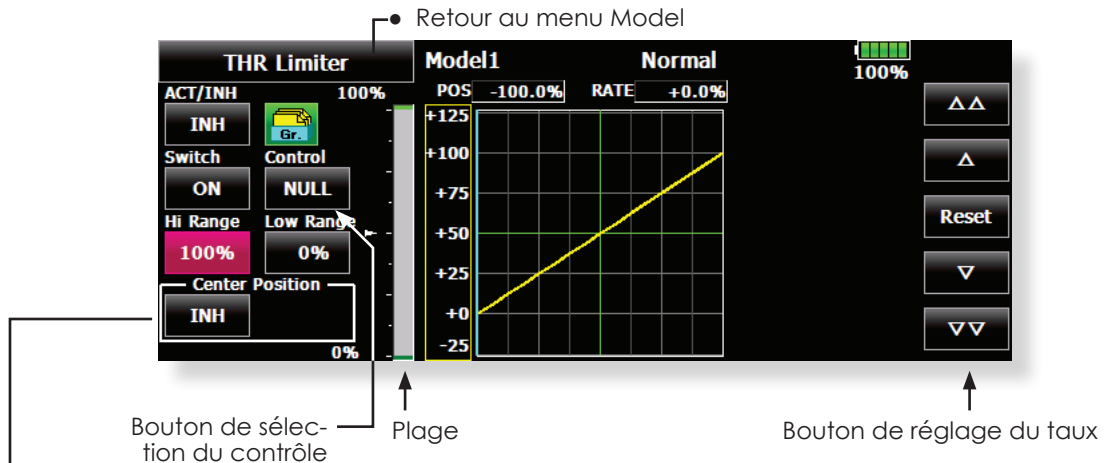 Retour au menu Model
THR Limiter
Model1
Normal
100%
ACT/INH
100%
POS
-100.0%
RATE
+0.0%
INH
Gr.
Switch
Control
ON
NULL
Hi Range
Low Range
100%
0%
Center Position
INH
0%
+125
+100
+75
+50
+25
+0
-25
△△
△
Reset
▽
▽▽
Bouton de sélec-
tion du contrôle
Plage
Bouton de réglage du taux